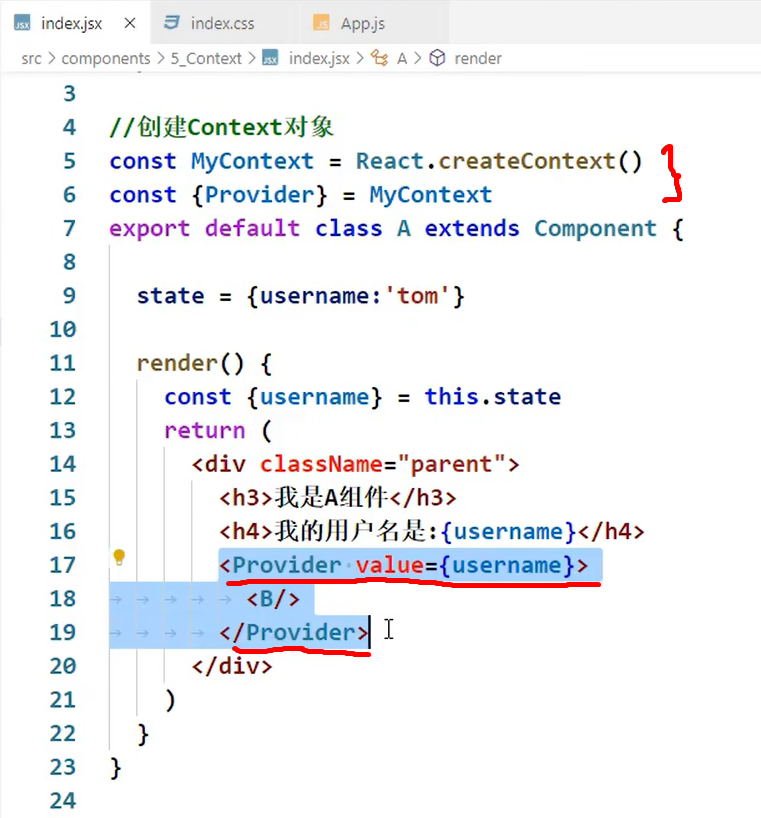 index.jsx index.css App.js
src > components > 5_Context > index.jsx > A > render
3
4 //创建Context对象
5 const MyContext = React.createContext()
6 const {Provider} = MyContext
7 export default class A extends Component {
8
9 state = {username:'tom'}
10
11 render() {
12 const {username} = this.state
13 return (
14 <div className="parent">
15 <h3>我是A组件</h3>
16 <h4>我的用户名是:{username}</h4>
17 <Provider value={username}>
18 <B/>
19 </Provider>
20 </div>
21 )
22 }
23 }
24